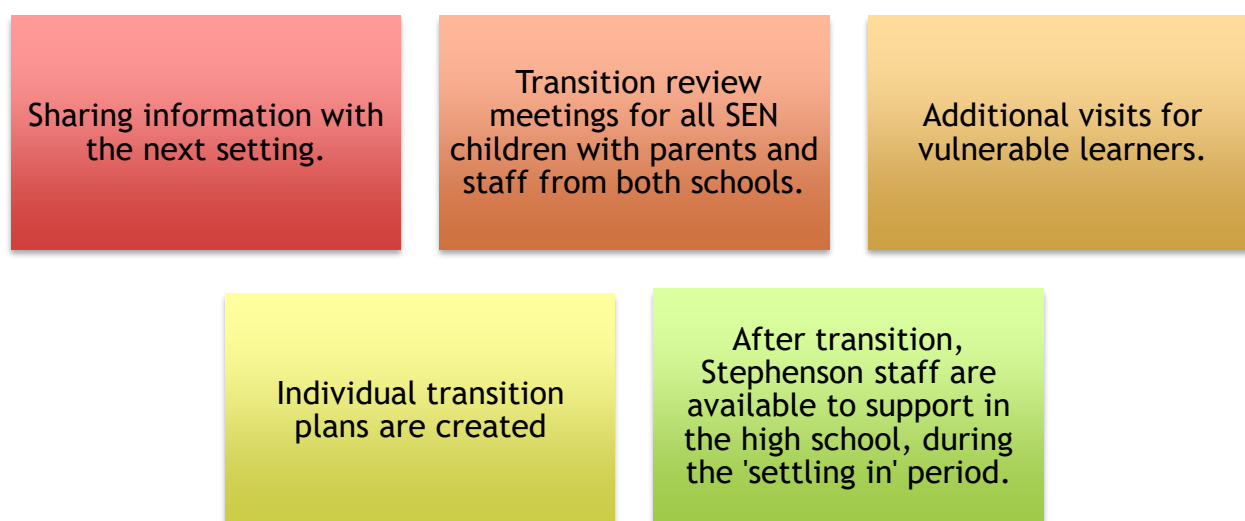 Sharing information with
the next setting.
Transition review
meetings for all SEN
children with parents and
staff from both schools.
Additional visits for
vulnerable learners.
Individual transition
plans are created
After transition,
Stephenson staff are
available to support in
the high school, during
the 'settling in' period.